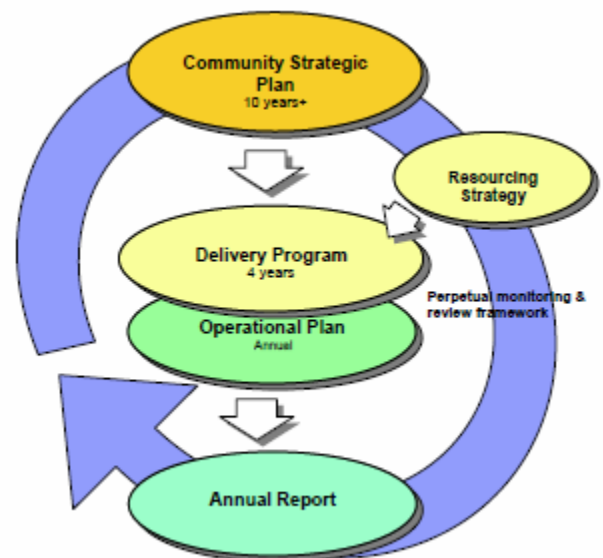 Community Strategic
Plan
10 years+
Resourcing
Strategy
Delivery Program
4 years
Perpetual monitoring &
review framework
Operational Plan
Annual
Annual Report